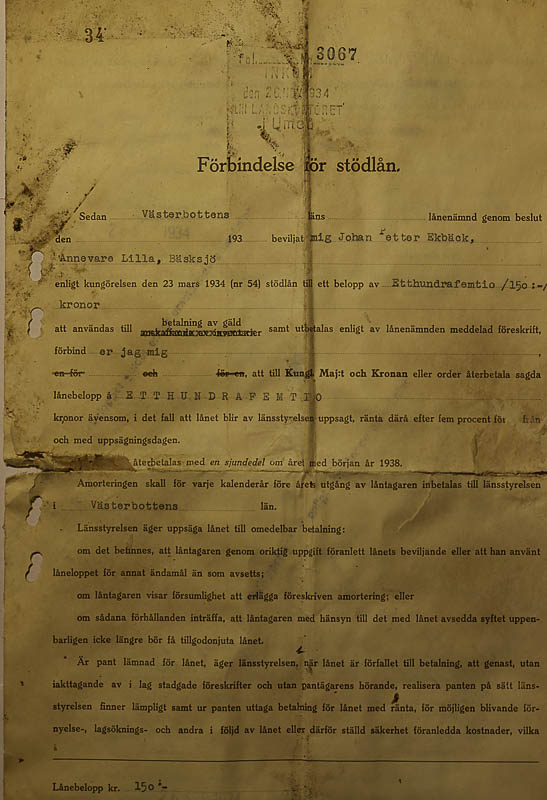 34
Fol. 3067
INKOM
den 26 NOV 1934
till LANDSKONTORET
i Umeå
Förbindelse för stödlån.
Sedan Västerbottens läns lånenämnd genom beslut
den 193 beviljat mig Johan Petter Ekbäck,
Annevare Lilla, Bäsksjö
enligt kungörelsen den 23 mars 1934 (nr 54) stödlån till ett belopp av Etthundrafemtio /150:-/
kronor
betalning av gäld
att användas till anskaffande av inventarier samt utbetalas enligt av lånenämnden meddelad föreskrift,
förbind er jag mig
en för och för en, att till Kungl. Maj:t och Kronan eller order återbetala sagda
lånebelopp å ETTHUNDRAFEMTIO
kronor ävensom, i det fall att lånet blir av länsstyrelsen uppsagt, ränta därå efter fem procent för från
och med uppsägningsdagen.
återbetalas med en sjundedel om året med början år 1938.
Amorteringen skall för varje kalenderår före årets utgång av låntagaren inbetalas till länsstyrelsen
i Västerbottens län.
Länsstyrelsen äger uppsäga lånet till omedelbar betalning:
om det befinnes, att låntagaren genom oriktig uppgift föranlett lånets beviljande eller att han använt
låneloppet för annat ändamål än som avsetts;
om låntagaren visar försumlighet att erlägga föreskriven amortering; eller
om sådana förhållanden inträffa, att låntagaren med hänsyn till det med lånet avsedda syftet uppen-
barligen icke längre bör få tillgodonjuta lånet.
Är pant lämnad för lånet, äger länsstyrelsen, när lånet är förfallet till betalning, att genast, utan
iakttagande av i lag stadgade föreskrifter och utan pantägarens hörande, realisera panten på sätt läns-
styrelsen finner lämpligt samt ur panten uttaga betalning för lånet med ränta, för möjligen blivande för-
nyelse-, lagsöknings- och andra i följd av lånet eller därför ställd säkerhet föranledda kostnader, vilka
Lånebelopp kr. 150:-